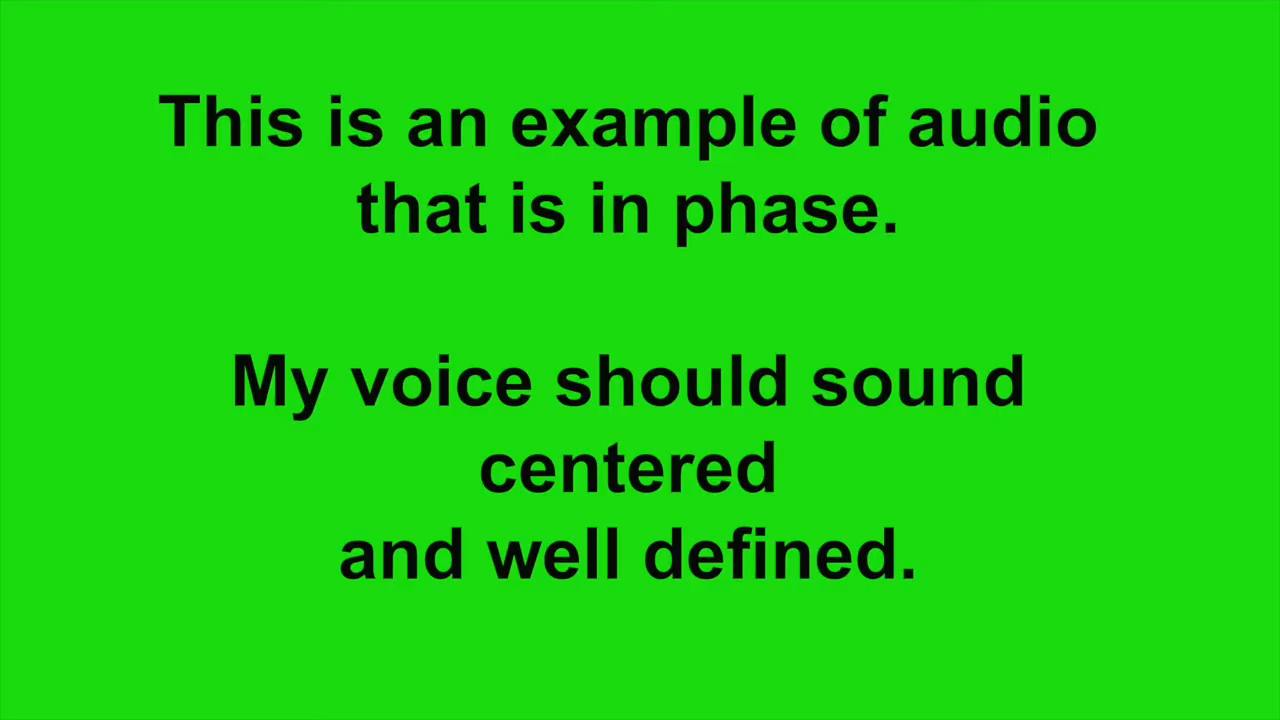 This is an example of audio
that is in phase.
My voice should sound
centered
and well defined.